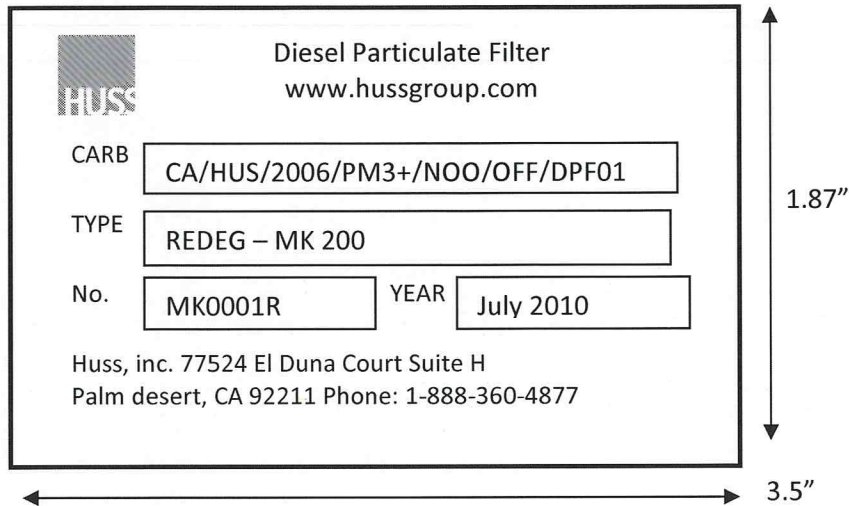 Diesel Particulate Filter
www.hussgroup.com
HUSS
CARB CA/HUS/2006/PM3+/NOO/OFF/DPF01
TYPE REDEG – MK 200
No. MK0001R YEAR July 2010
Huss, inc. 77524 El Duna Court Suite H
Palm desert, CA 92211 Phone: 1-888-360-4877
1.87”
3.5”